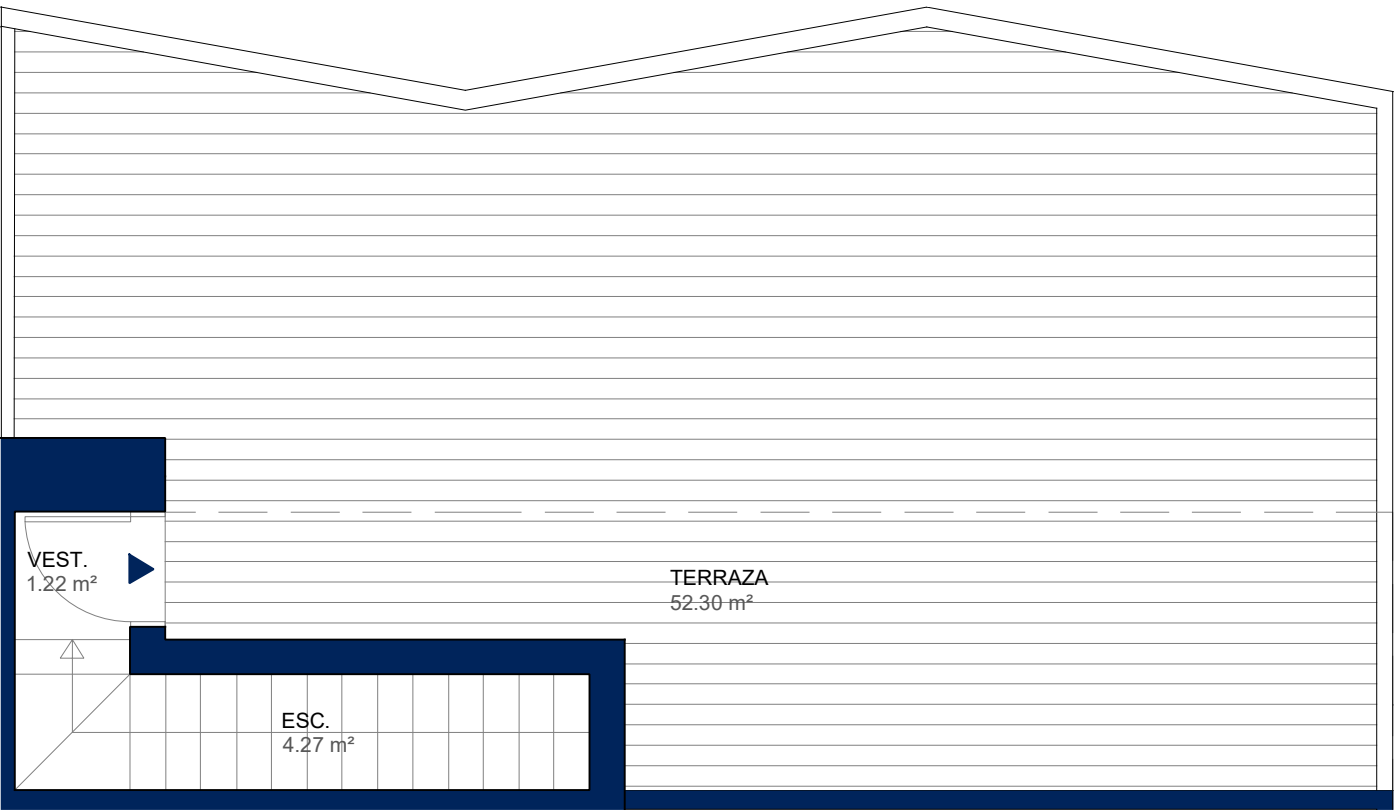 VEST.
1.22 m²
TERRAZA
52.30 m²
ESC.
4.27 m²